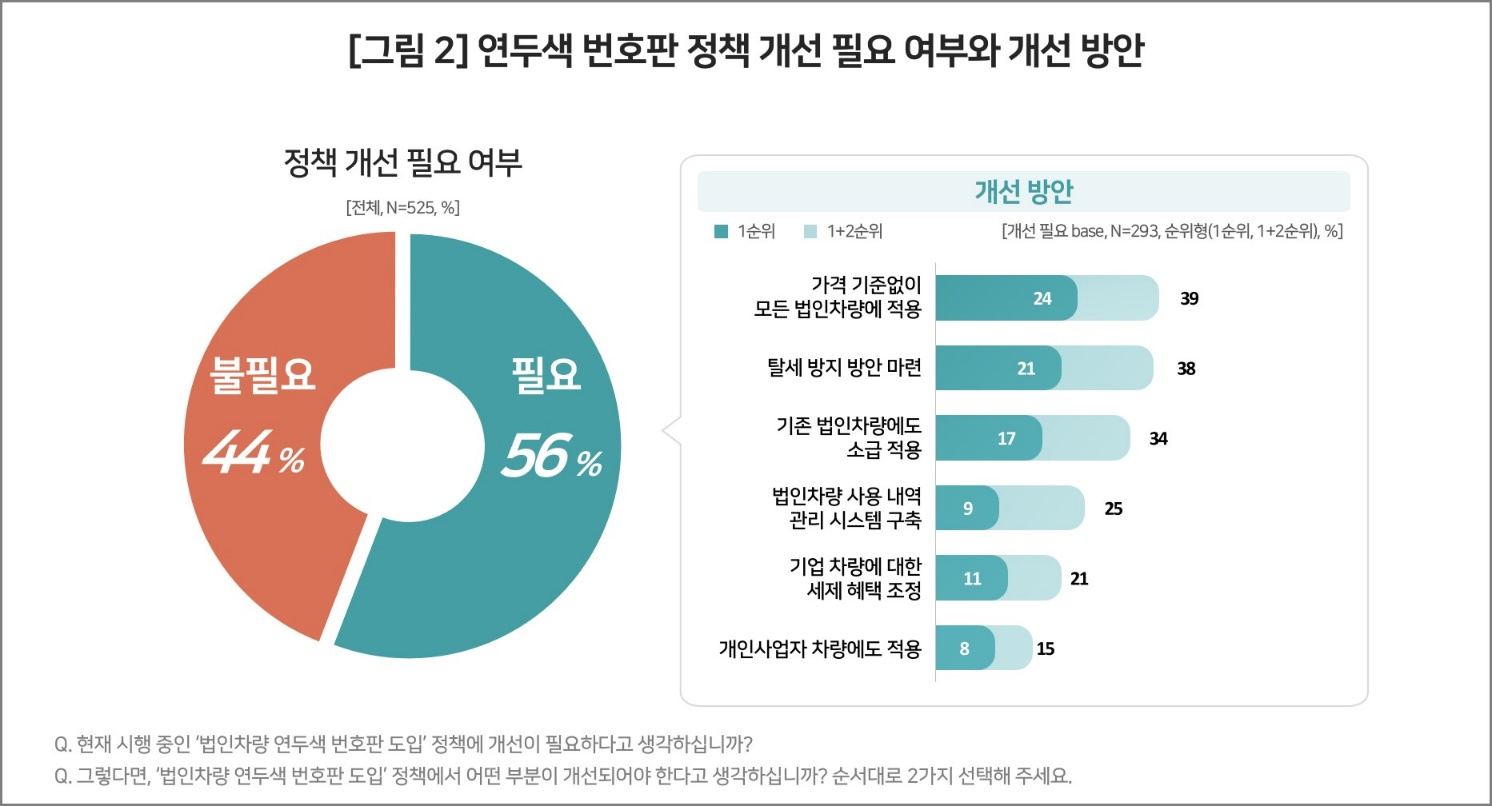 [그림 2] 연두색 번호판 정책 개선 필요 여부와 개선 방안
정책 개선 필요 여부
[전체, N=525, %]
불필요
44 %
필요
56 %
개선 방안
1순위 1+2순위 [개선 필요 base, N=293, 순위형(1순위, 1+2순위), %]
가격 기준없이
모든 법인차량에 적용
24 39
탈세 방지 방안 마련 21 38
기존 법인차량에도
소급 적용
17 34
법인차량 사용 내역
관리 시스템 구축
9 25
기업 차량에 대한
세제 혜택 조정
11 21
개인사업자 차량에도 적용 8 15
Q. 현재 시행 중인 ‘법인차량 연두색 번호판 도입’ 정책에 개선이 필요하다고 생각하십니까?
Q. 그렇다면, ‘법인차량 연두색 번호판 도입’ 정책에서 어떤 부분이 개선되어야 한다고 생각하십니까? 순서대로 2가지 선택해 주세요.